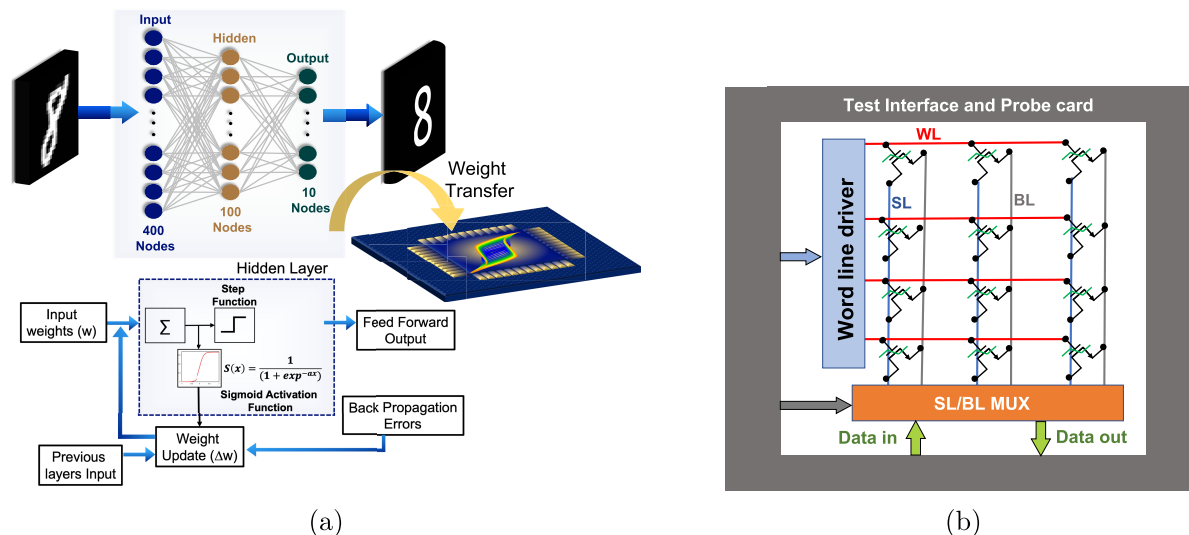 Input
Hidden
Output
8
8
10
Nodes
100
Nodes
400
Nodes
Weight
Transfer
Hidden Layer
Step
Function
Input
weights (w)
Σ
Feed Forward
Output
S(x) = 1 / (1 + exp^{-ax})
Sigmoid Activation
Function
Back Propagation
Errors
Weight
Update (Δw)
Previous
layers Input
(a)
Test Interface and Probe card
WL
SL
BL
Word line driver
SL/BL MUX
Data in
Data out
(b)